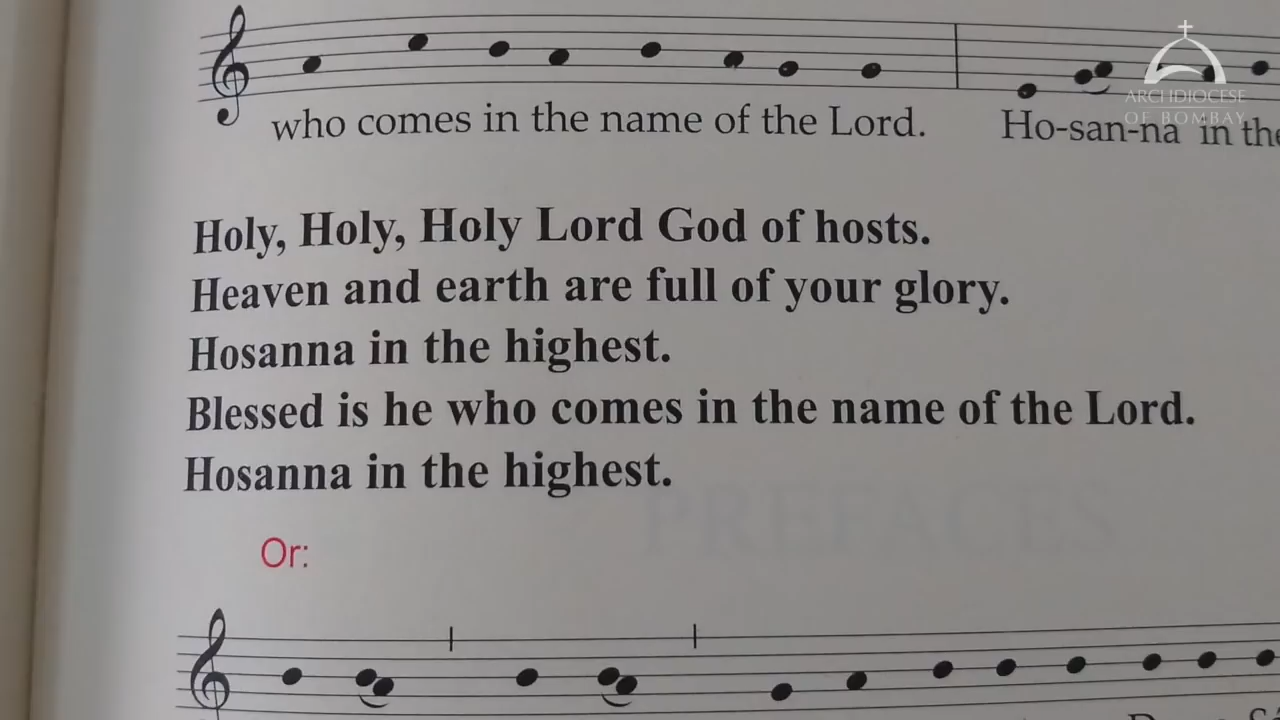 ARCHDIOCESE
OF BOMBAY
who comes in the name of the Lord. Ho-san-na in the
Holy, Holy, Holy Lord God of hosts.
Heaven and earth are full of your glory.
Hosanna in the highest.
Blessed is he who comes in the name of the Lord.
Hosanna in the highest.
PREFACES
Or: